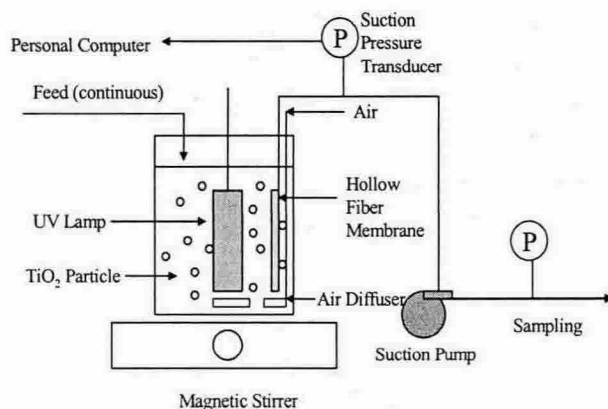 Suction
Pressure
Transducer
P
Personal Computer
Feed (continuous)
Air
Hollow
Fiber
Membrane
UV Lamp
P
TiO₂ Particle
Air Diffuser
Sampling
Suction Pump
Magnetic Stirrer